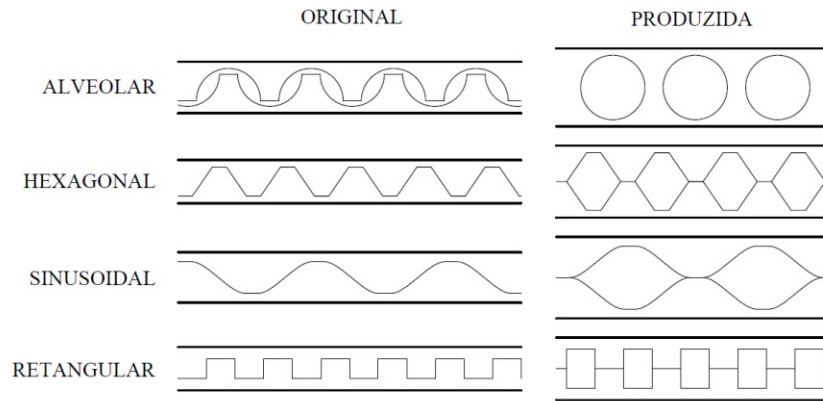 ORIGINAL
PRODUZIDA
ALVEOLAR
HEXAGONAL
SINUSOIDAL
RETANGULAR